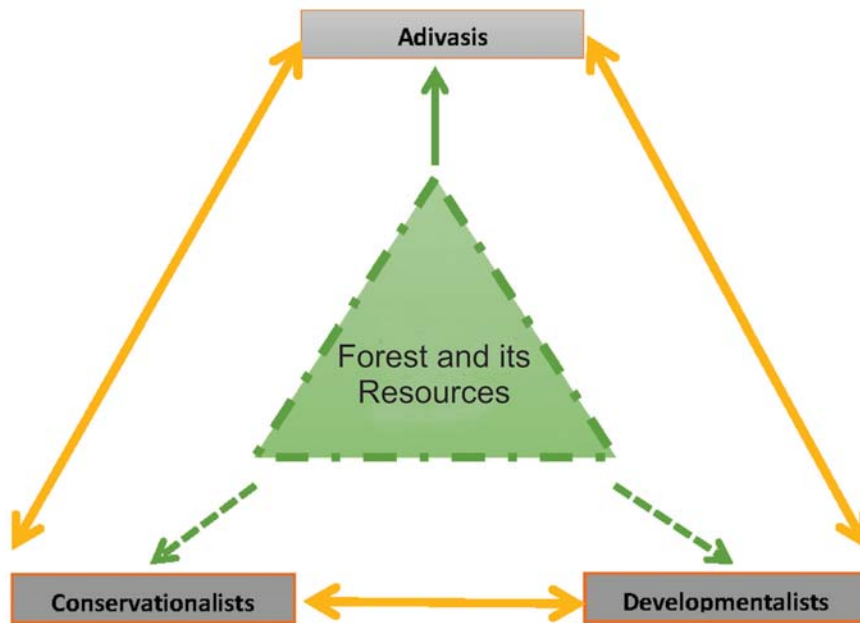 Adivasis
Forest and its
Resources
Conservationalists
Developmentalists